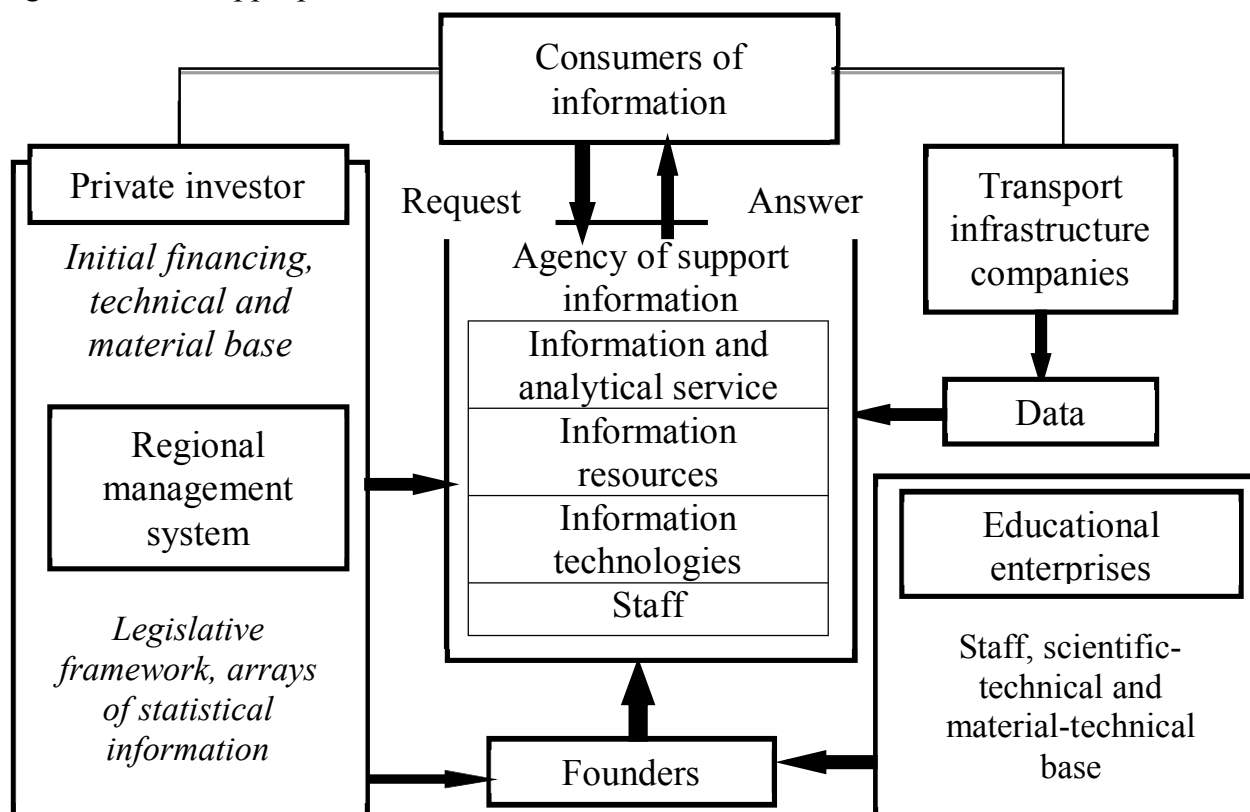 Consumers of
information
Private investor
Initial financing,
technical and
material base
Regional
management
system
Legislative
framework, arrays
of statistical
information
Request
Answer
Agency of support
information
Information and
analytical service
Information
resources
Information
technologies
Staff
Founders
Transport
infrastructure
companies
Data
Educational
enterprises
Staff, scientific-
technical and
material-technical
base